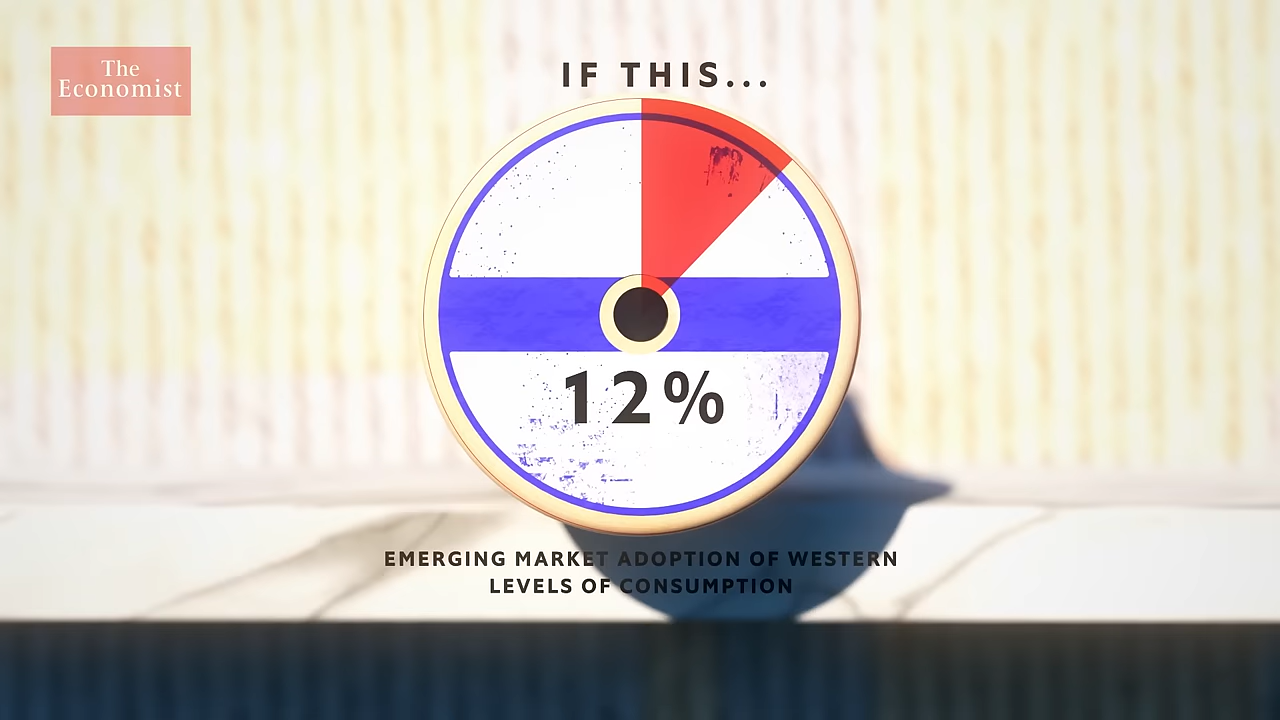 The
Economist
IF THIS...
12%
EMERGING MARKET ADOPTION OF WESTERN
LEVELS OF CONSUMPTION